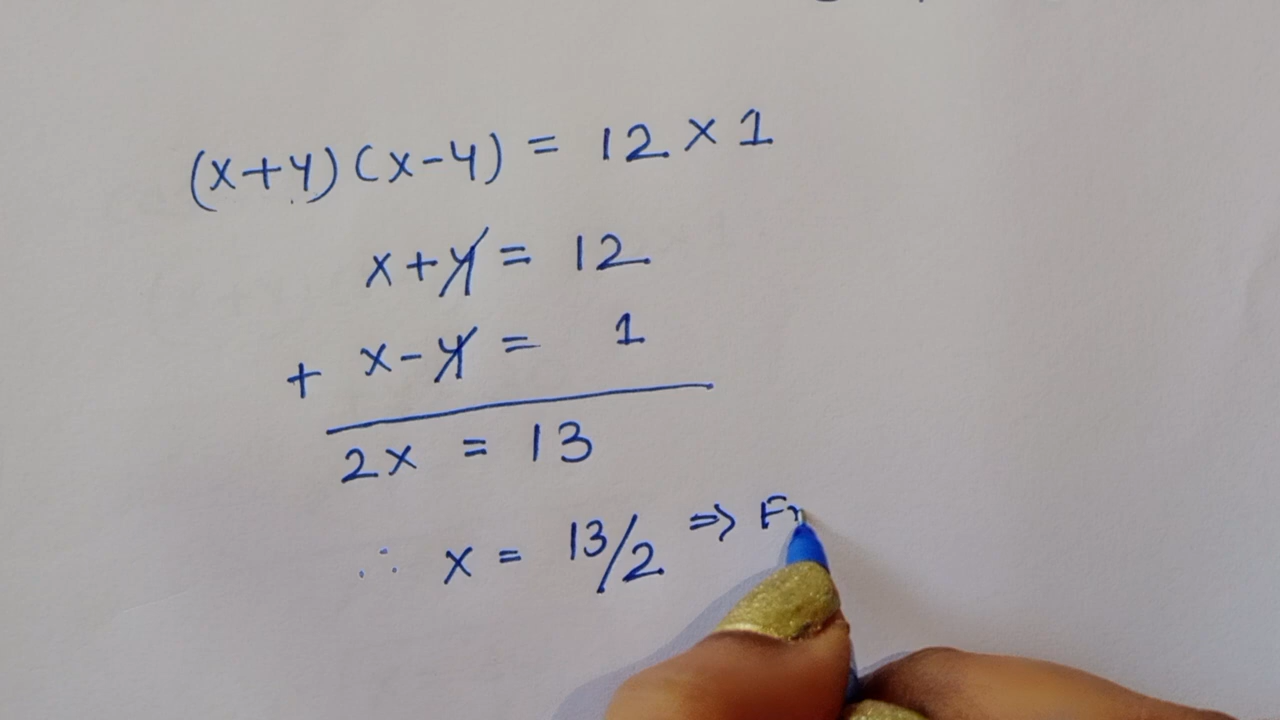 (x+y)(x-y) = 12 × 1
x+y = 12
+ x-y = 1
2x = 13
∴ x = 13/2 ⇒